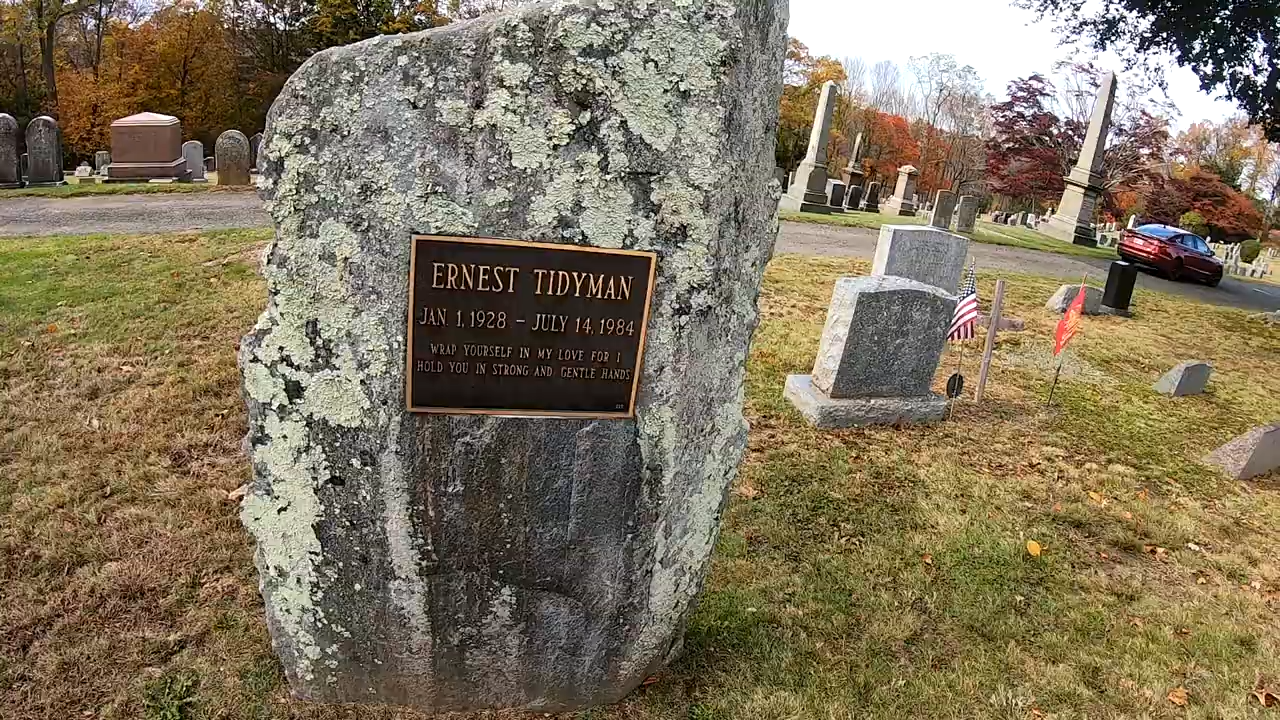 ERNEST TIDYMAN
JAN. 1, 1928 – JULY 14, 1984
WRAP YOURSELF IN MY LOVE FOR I
HOLD YOU IN STRONG AND GENTLE HANDS